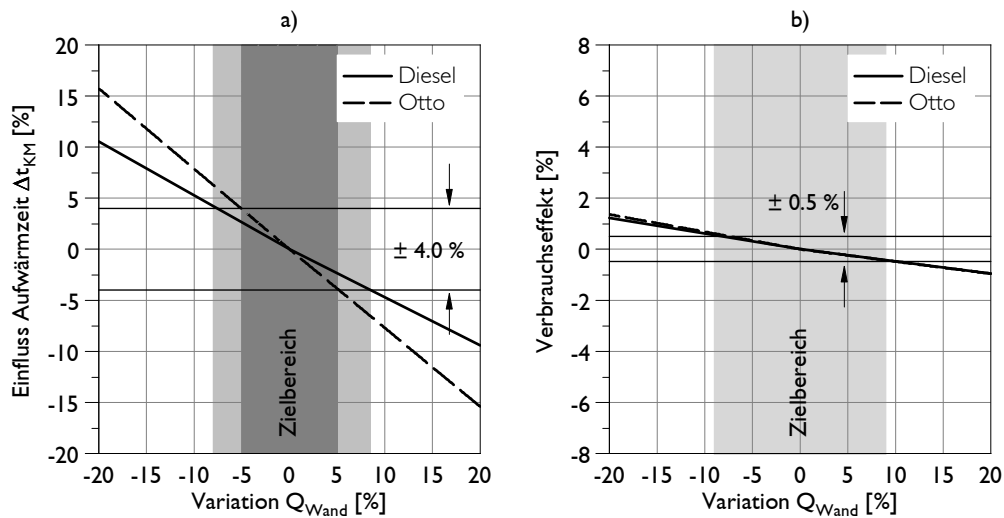 a)
Einfluss Aufwärmzeit Δt_KM [%]
20
15
10
5
0
-5
-10
-15
-20
Diesel
Otto
± 4.0 %
Zielbereich
-20 -15 -10 -5 0 5 10 15 20
Variation Q_Wand [%]
b)
Verbrauchseffekt [%]
8
6
4
2
0
-2
-4
-6
-8
Diesel
Otto
± 0.5 %
Zielbereich
-20 -15 -10 -5 0 5 10 15 20
Variation Q_Wand [%]